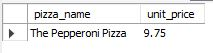 pizza_name unit_price
The Pepperoni Pizza 9.75